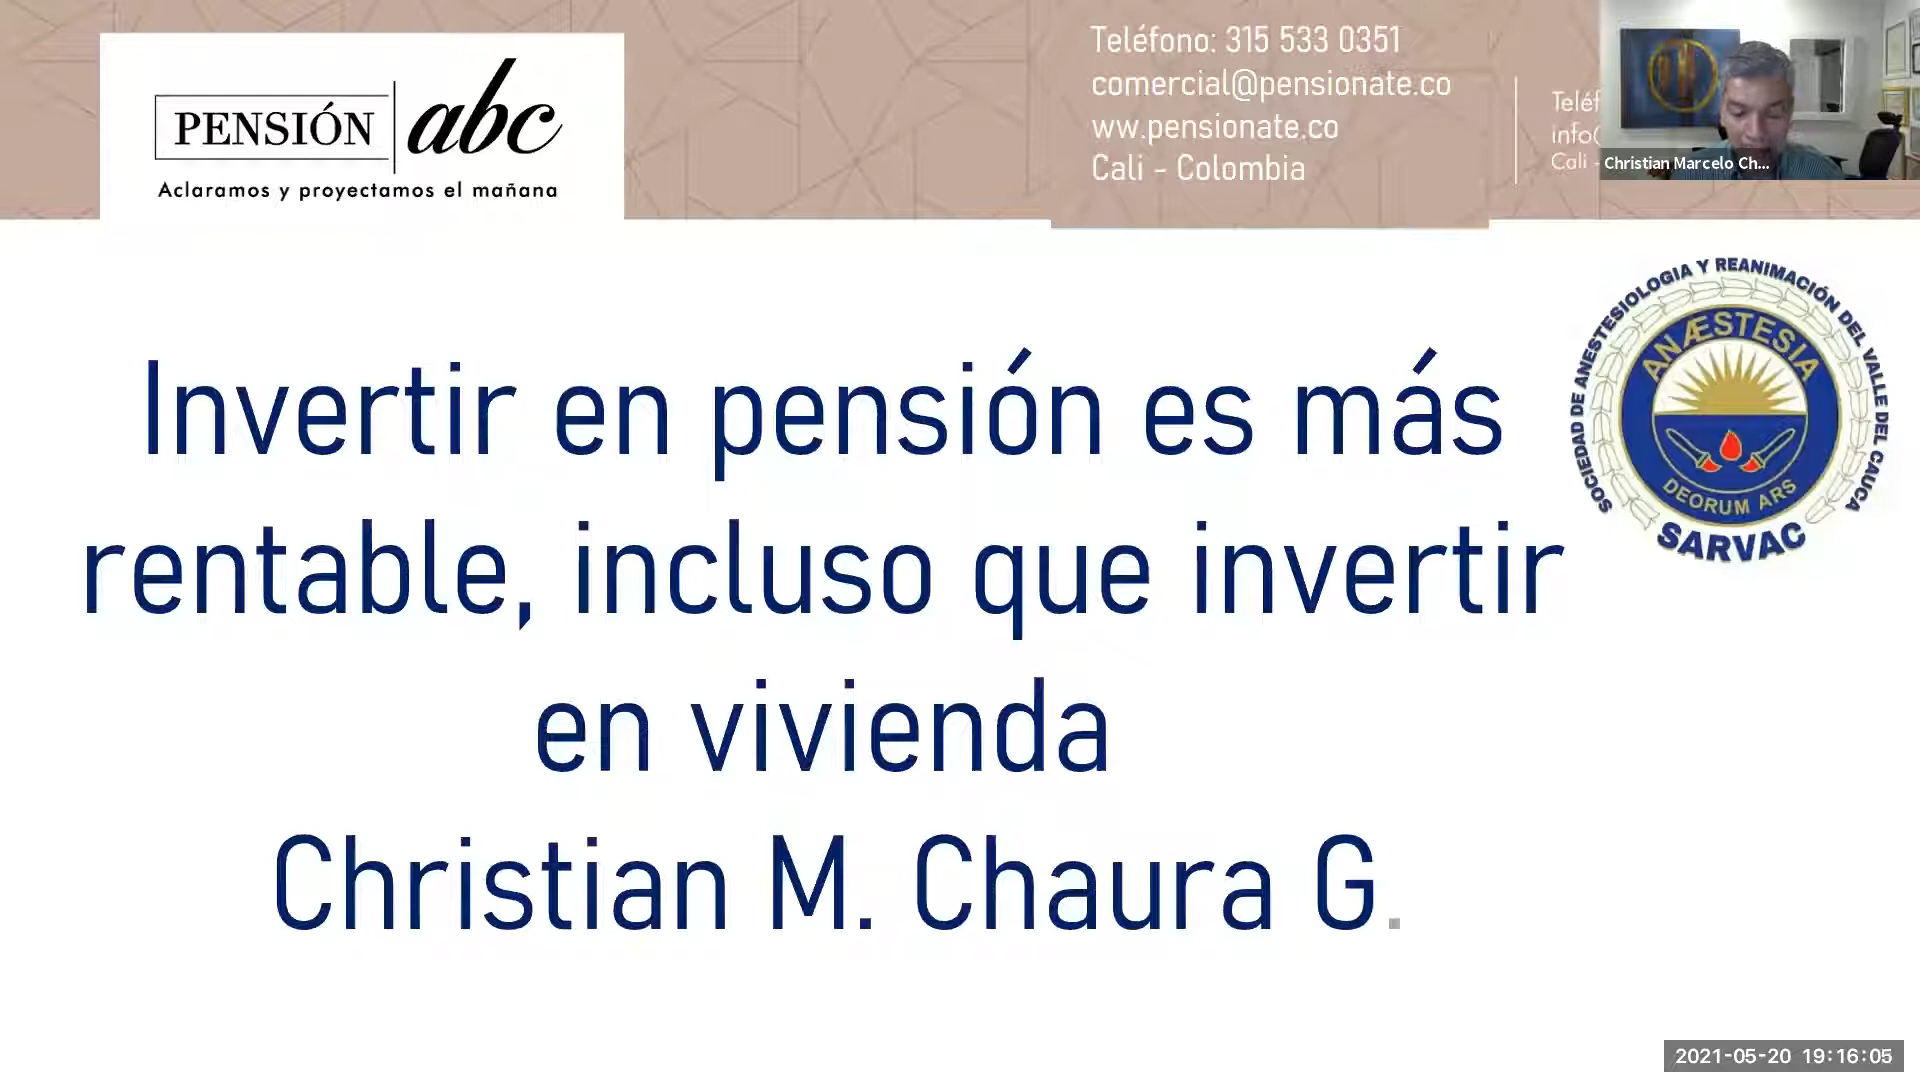 PENSIÓN abc
Aclaramos y proyectamos el mañana
Teléfono: 315 533 0351
comercial@pensionate.co
ww.pensionate.co
Cali - Colombia
Cali -
Christian Marcelo Ch...
SOCIEDAD DE ANESTESIOLOGIA Y REANIMACIÓN DEL VALLE DEL CAUCA
ANÆSTESIA
DEORUM ARS
SARVAC
Invertir en pensión es más
rentable, incluso que invertir
en vivienda
Christian M. Chaura G.
2021-05-20 19:16:05